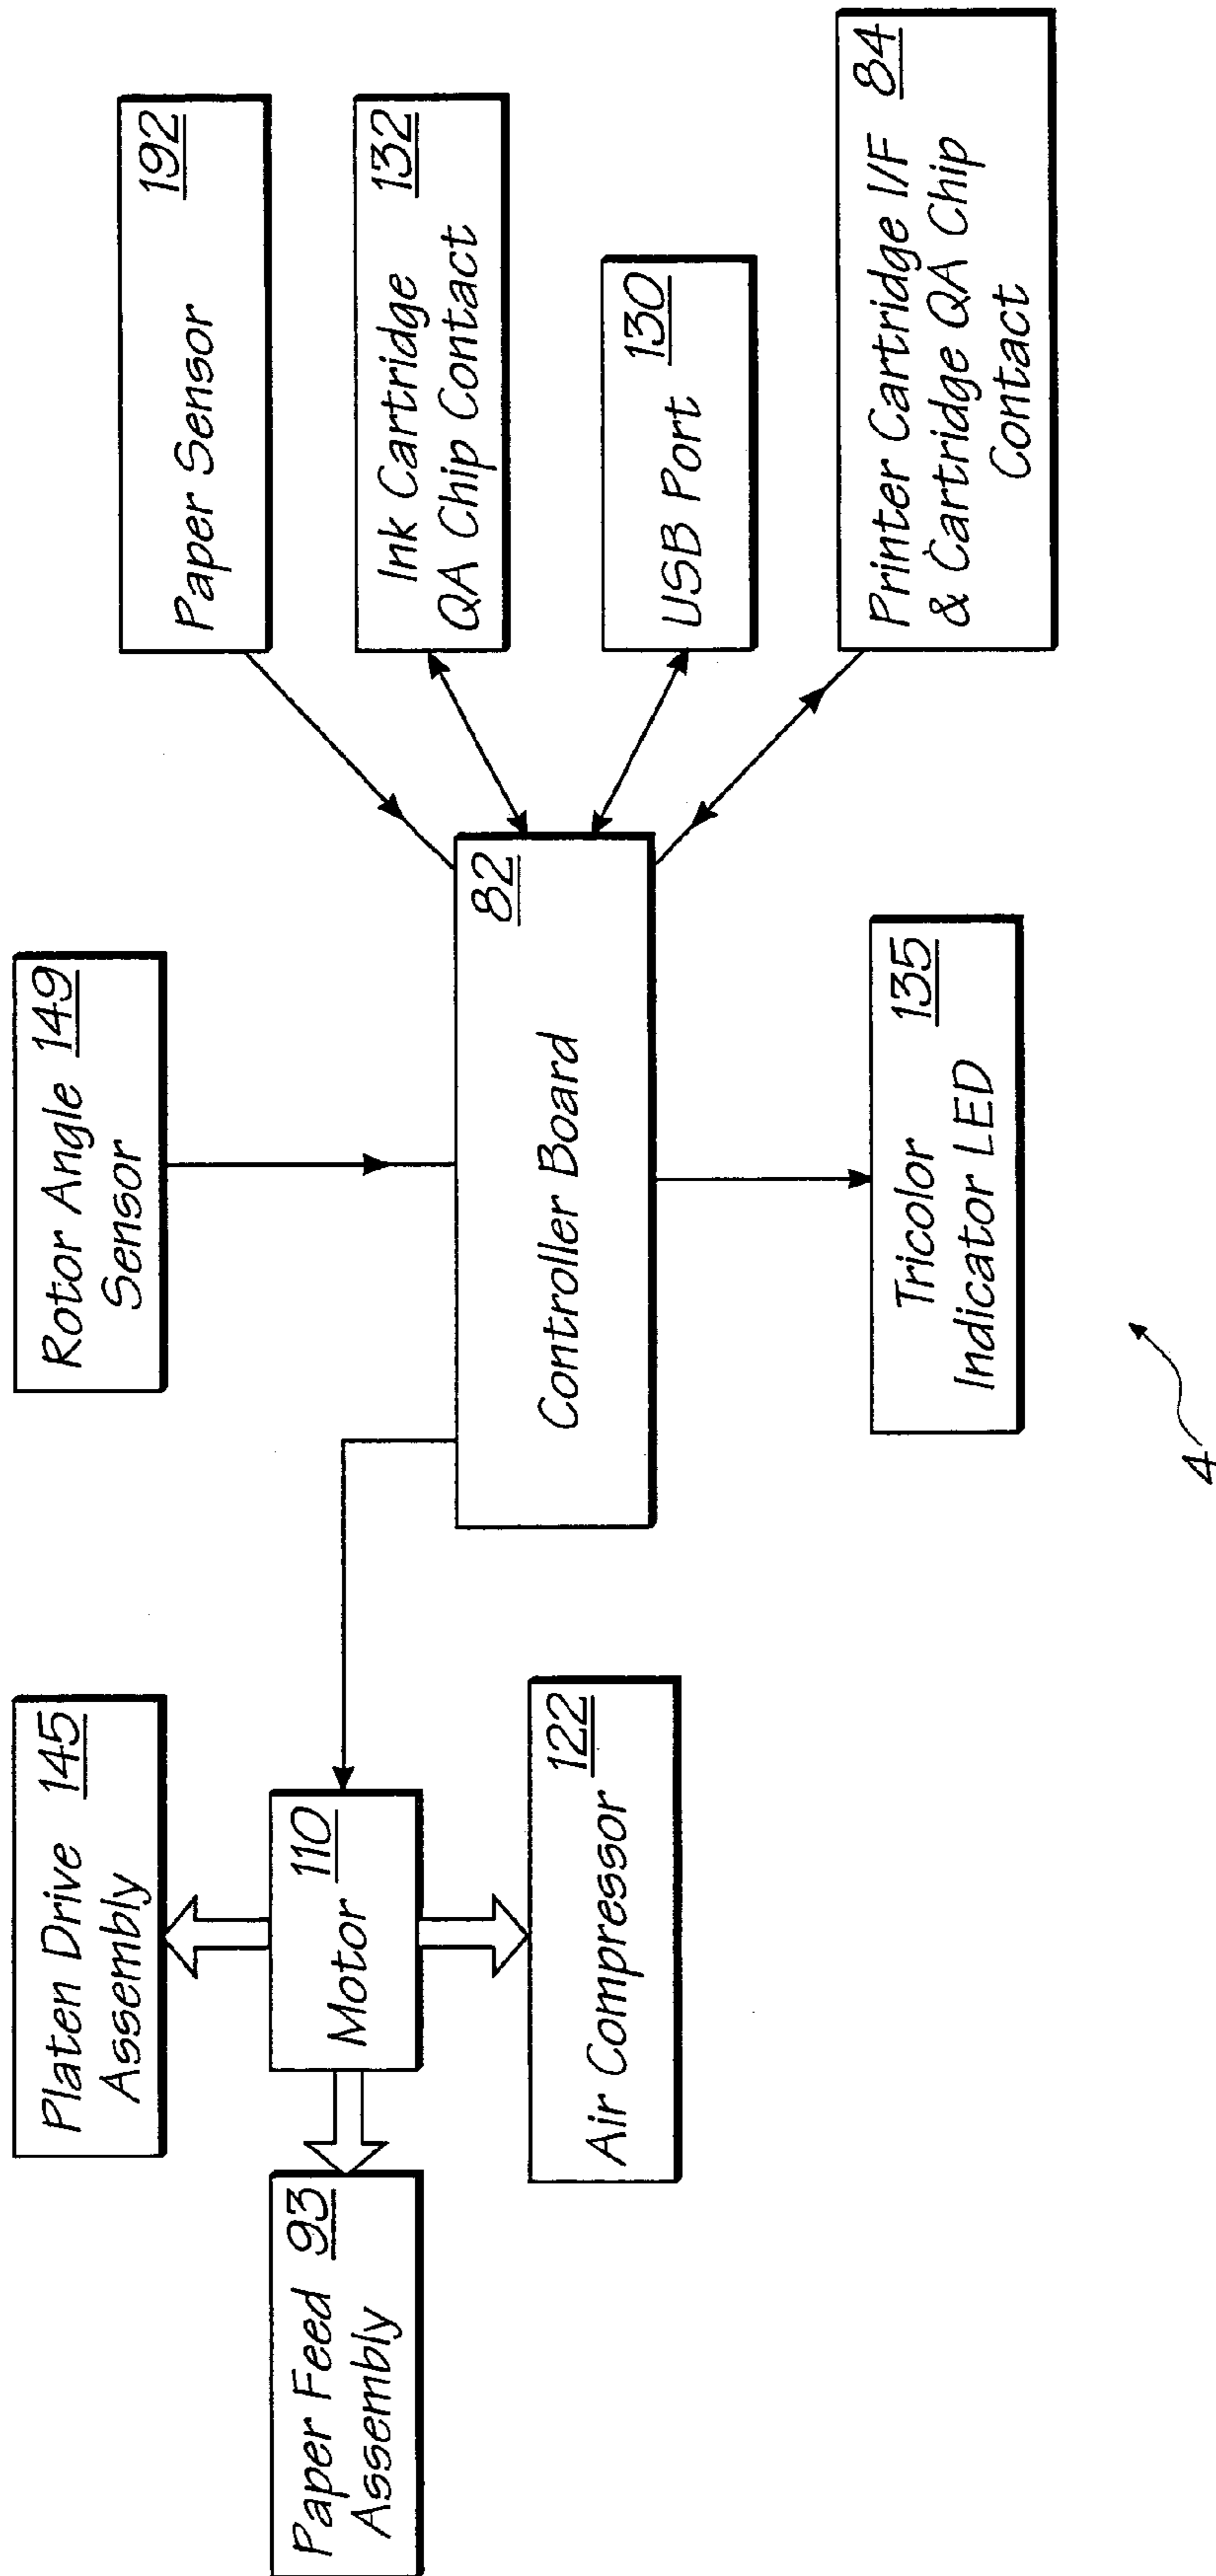 Paper Feed 93
Assembly
Platen Drive 145
Assembly
Motor 110
Air Compressor 122
Rotor Angle 149
Sensor
Controller Board 82
Tricolor 135
Indicator LED
Paper Sensor 192
Ink Cartridge 132
QA Chip Contact
USB Port 130
Printer Cartridge I/F 84
& Cartridge QA Chip
Contact
4